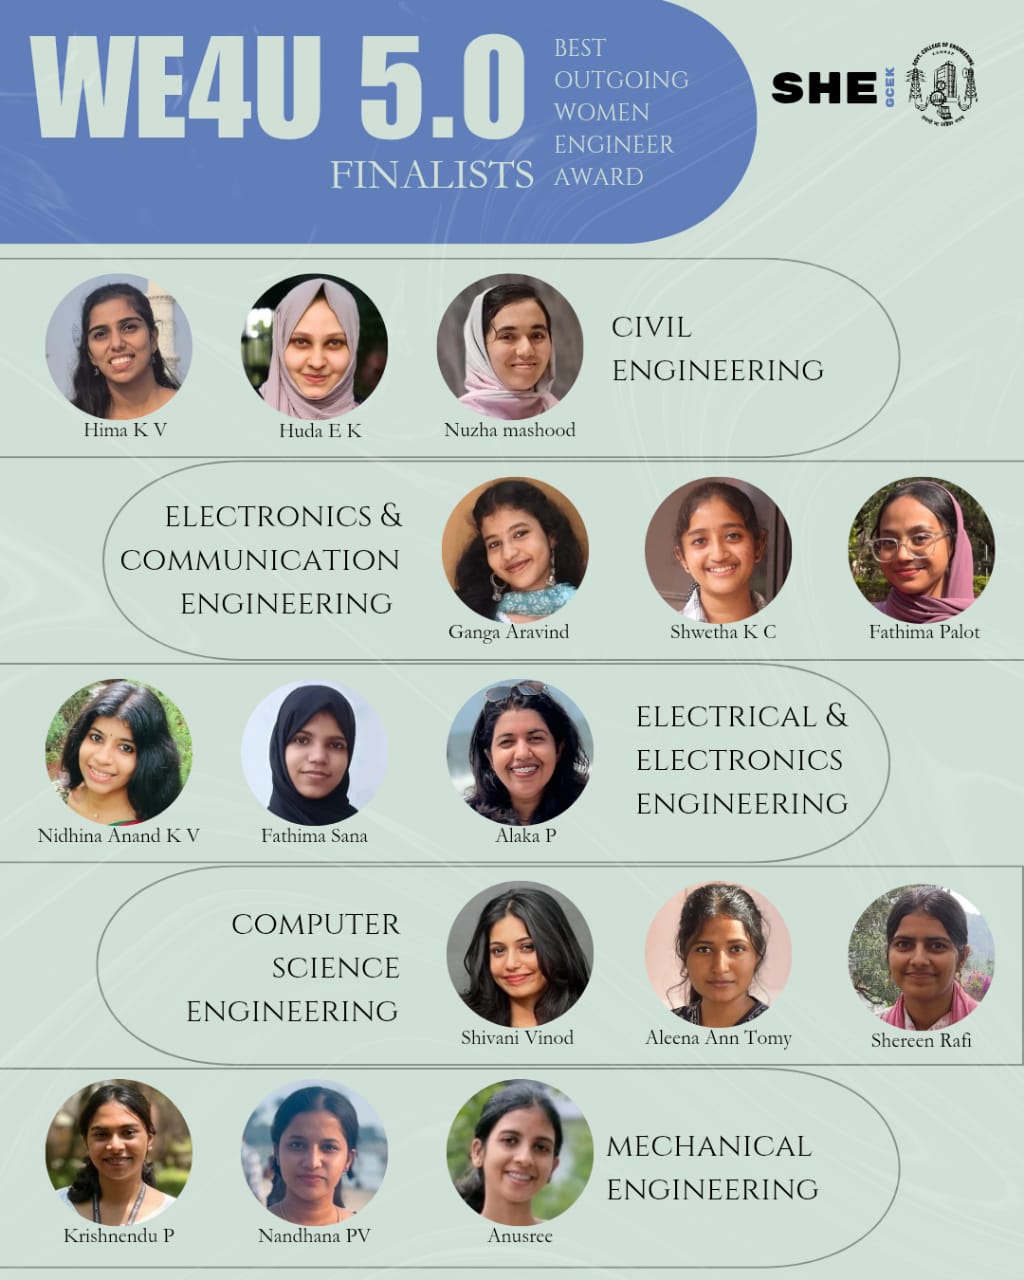 WE4U 5.0
FINALISTS
BEST
OUTGOING
WOMEN
ENGINEER
AWARD
SHE
GCEK
GOVT. COLLEGE OF ENGINEERING
KANNUR
Hima K V
Huda E K
Nuzha mashood
CIVIL
ENGINEERING
ELECTRONICS &
COMMUNICATION
ENGINEERING
Ganga Aravind
Shwetha K C
Fathima Palot
Nidhina Anand K V
Fathima Sana
Alaka P
ELECTRICAL &
ELECTRONICS
ENGINEERING
COMPUTER
SCIENCE
ENGINEERING
Shivani Vinod
Aleena Ann Tomy
Shereen Rafi
Krishnendu P
Nandhana PV
Anusree
MECHANICAL
ENGINEERING